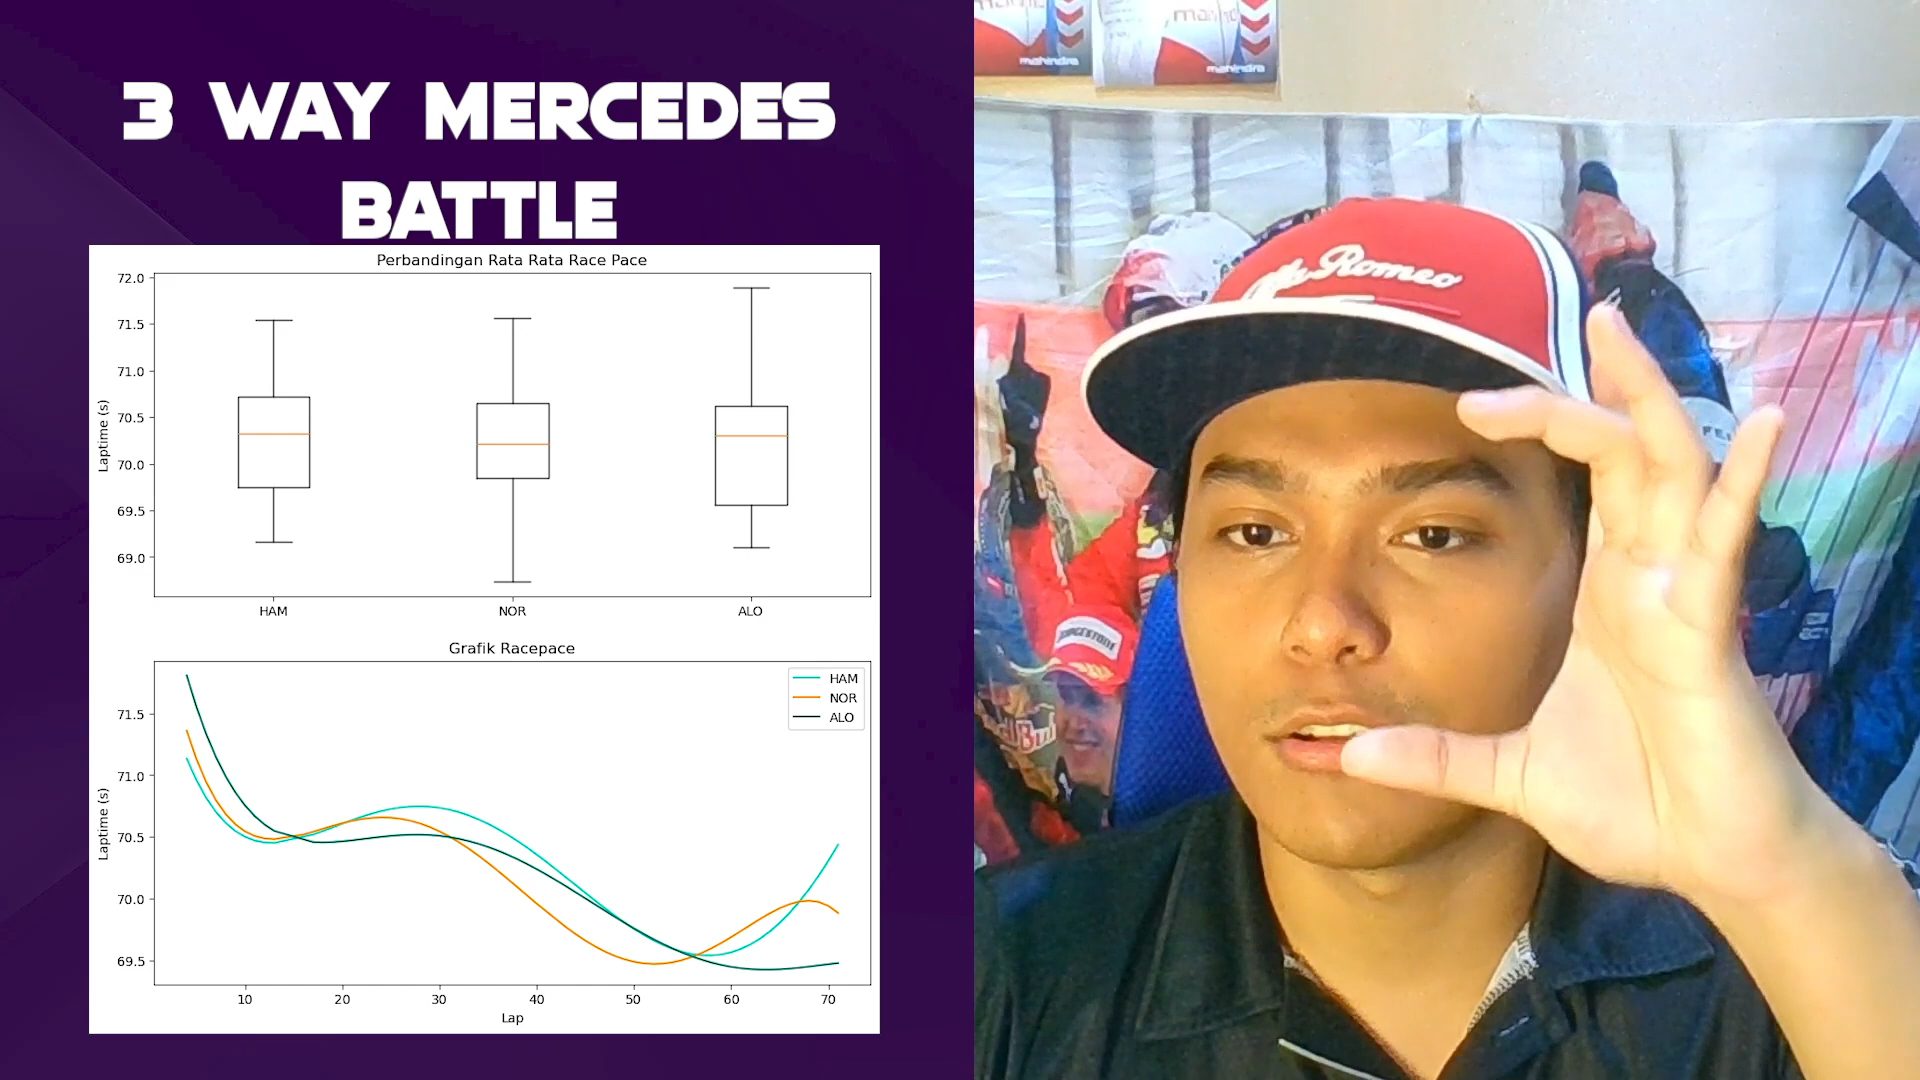 3 WAY MERCEDES
BATTLE
Perbandingan Rata Rata Race Pace
72.0
71.5
71.0
70.5
70.0
69.5
69.0
Laptime (s)
HAM
NOR
ALO
Grafik Racepace
HAM
NOR
ALO
71.5
71.0
70.5
70.0
69.5
Laptime (s)
10
20
30
40
50
60
70
Lap
mahindra
mahindra
Romeo